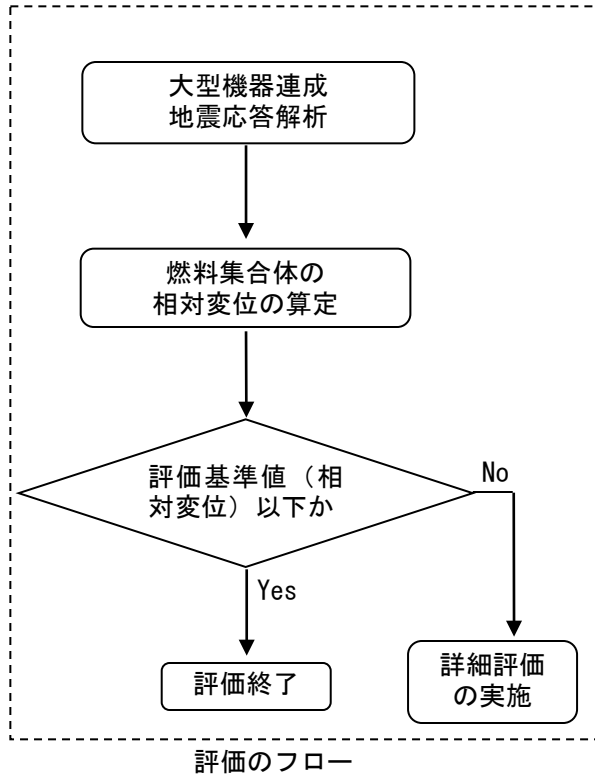 大型機器連成
地震応答解析
燃料集合体の
相対変位の算定
評価基準値（相
対変位）以下か
No
Yes
評価終了
詳細評価
の実施
評価のフロー